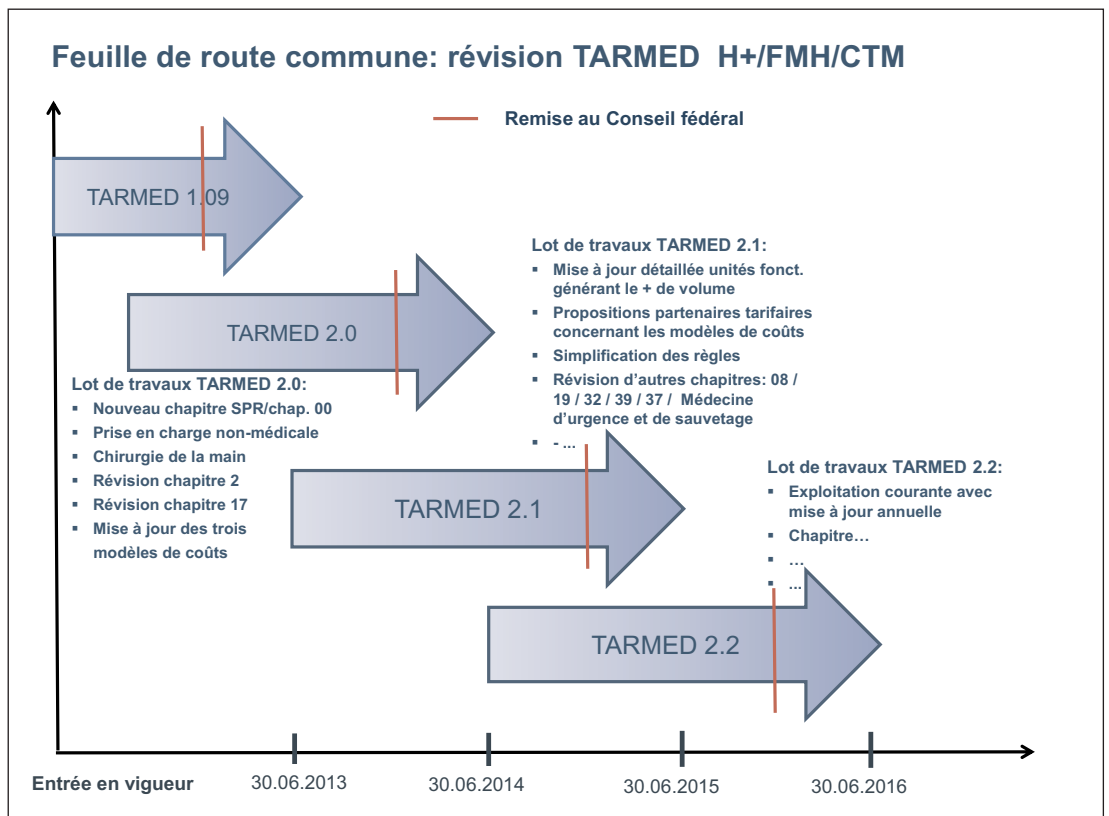 Feuille de route commune: révision TARMED H+/FMH/CTM
Remise au Conseil fédéral
TARMED 1.09
TARMED 2.0
Lot de travaux TARMED 2.0:
▪ Nouveau chapitre SPR/chap. 00
▪ Prise en charge non-médicale
▪ Chirurgie de la main
▪ Révision chapitre 2
▪ Révision chapitre 17
▪ Mise à jour des trois
modèles de coûts
Lot de travaux TARMED 2.1:
▪ Mise à jour détaillée unités fonct.
générant le + de volume
▪ Propositions partenaires tarifaires
concernant les modèles de coûts
▪ Simplification des règles
▪ Révision d’autres chapitres: 08 /
19 / 32 / 39 / 37 / Médecine
d’urgence et de sauvetage
▪ - ...
TARMED 2.1
Lot de travaux TARMED 2.2:
▪ Exploitation courante avec
mise à jour annuelle
▪ Chapitre…
▪ …
▪ ...
TARMED 2.2
Entrée en vigueur
30.06.2013
30.06.2014
30.06.2015
30.06.2016